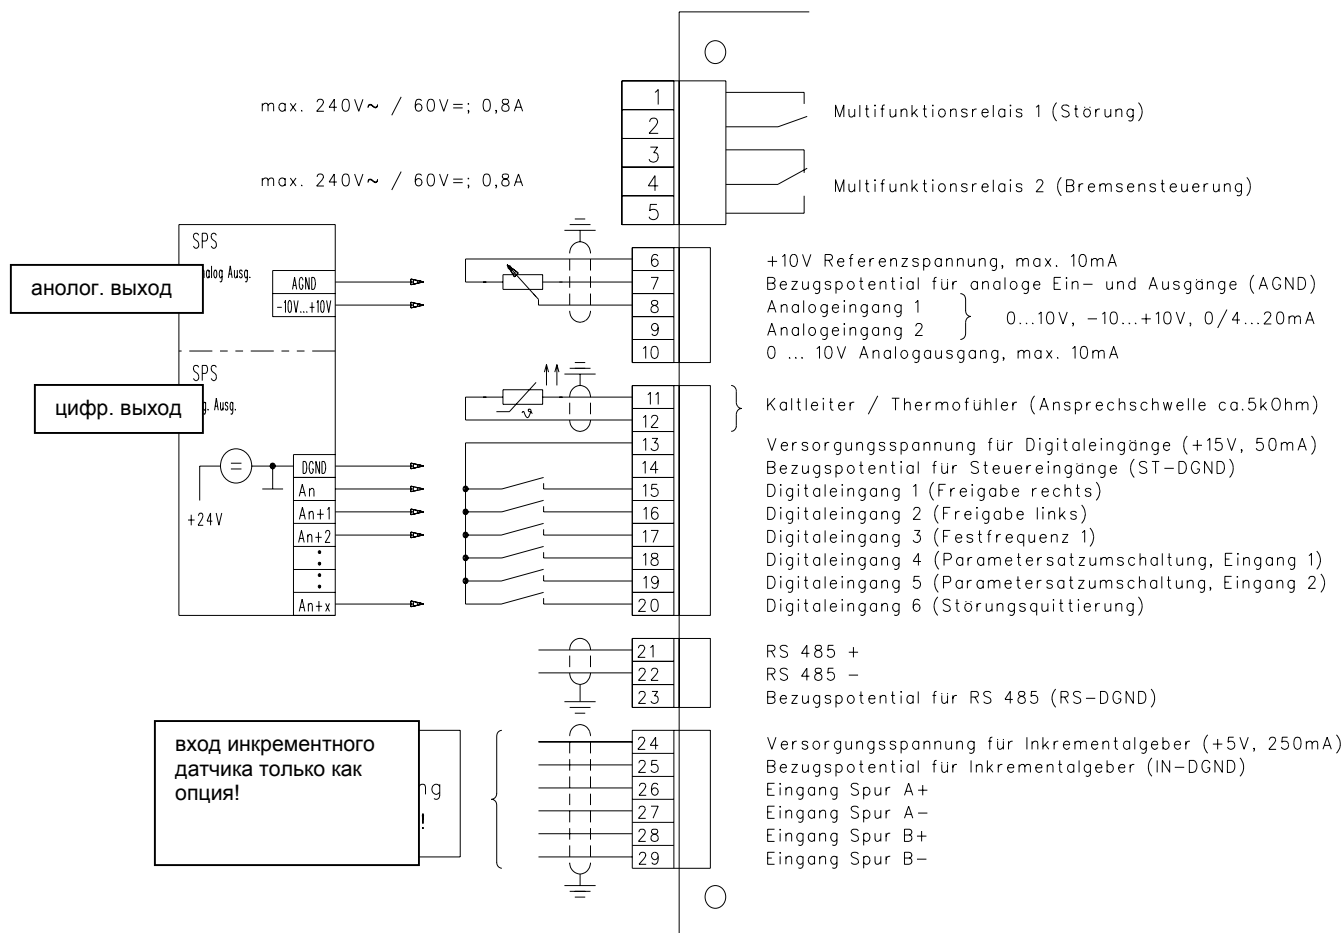 max. 240V~ / 60V=; 0,8A
1
2
Multifunktionsrelais 1 (Störung)
3
max. 240V~ / 60V=; 0,8A
4
5
Multifunktionsrelais 2 (Bremsensteuerung)
SPS
Ausg.
анолог. выход
AGND
-10V...+10V
6
+10V Referenzspannung, max. 10mA
7
Bezugspotential für analoge Ein- und Ausgänge (AGND)
8
Analogeingang 1
9
Analogeingang 2
0...10V, -10...+10V, 0/4...20mA
10
0 ... 10V Analogausgang, max. 10mA
SPS
Ausg.
цифр. выход
ϑ
11
12
Kaltleiter / Thermofühler (Ansprechschwelle ca.5kOhm)
13
Versorgungsspannung für Digitaleingänge (+15V, 50mA)
=
+24V
DGND
14
Bezugspotential für Steuereingänge (ST-DGND)
An
15
Digitaleingang 1 (Freigabe rechts)
An+1
16
Digitaleingang 2 (Freigabe links)
An+2
17
Digitaleingang 3 (Festfrequenz 1)
:
18
Digitaleingang 4 (Parametersatzumschaltung, Eingang 1)
:
19
Digitaleingang 5 (Parametersatzumschaltung, Eingang 2)
An+x
20
Digitaleingang 6 (Störungsquittierung)
21
RS 485 +
22
RS 485 -
23
Bezugspotential für RS 485 (RS-DGND)
вход инкрементного
датчика только как
опция!
24
Versorgungsspannung für Inkrementalgeber (+5V, 250mA)
25
Bezugspotential für Inkrementalgeber (IN-DGND)
26
Eingang Spur A+
27
Eingang Spur A-
28
Eingang Spur B+
29
Eingang Spur B-